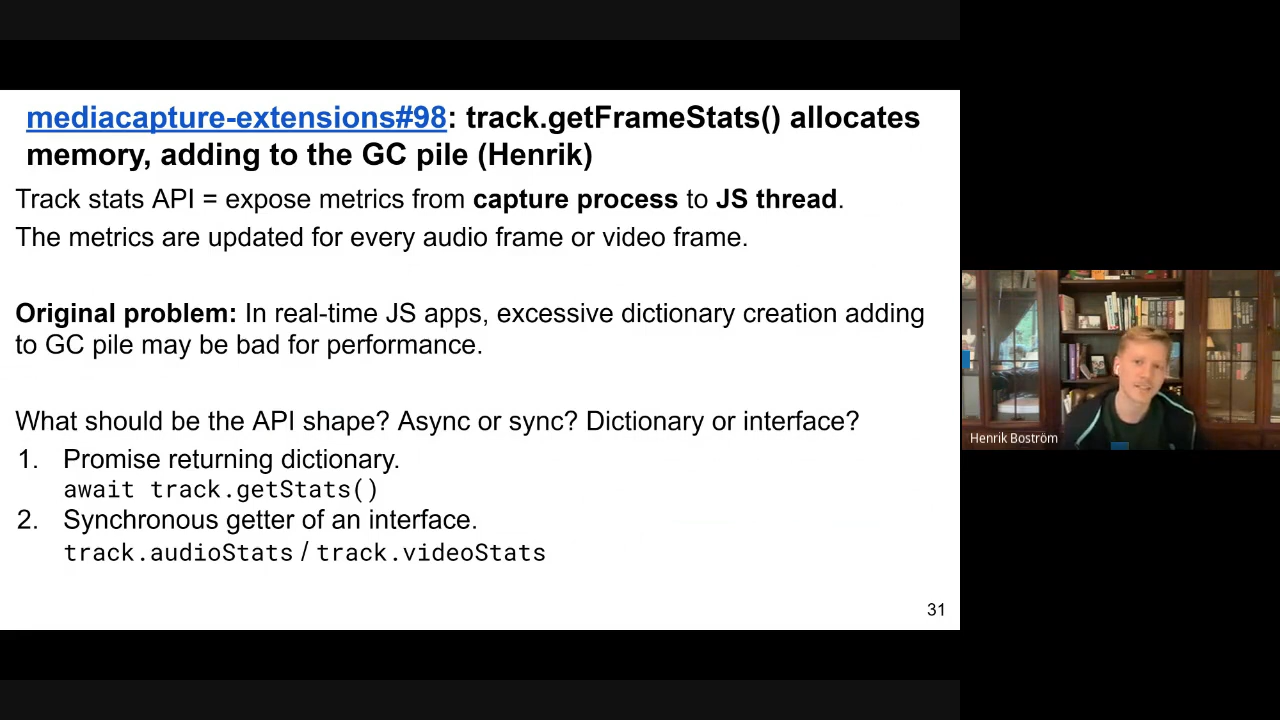 mediacapture-extensions#98: track.getFrameStats() allocates
memory, adding to the GC pile (Henrik)
Track stats API = expose metrics from capture process to JS thread.
The metrics are updated for every audio frame or video frame.
Original problem: In real-time JS apps, excessive dictionary creation adding
to GC pile may be bad for performance.
What should be the API shape? Async or sync? Dictionary or interface?
1. Promise returning dictionary.
await track.getStats()
2. Synchronous getter of an interface.
track.audioStats / track.videoStats
31
Henrik Boström